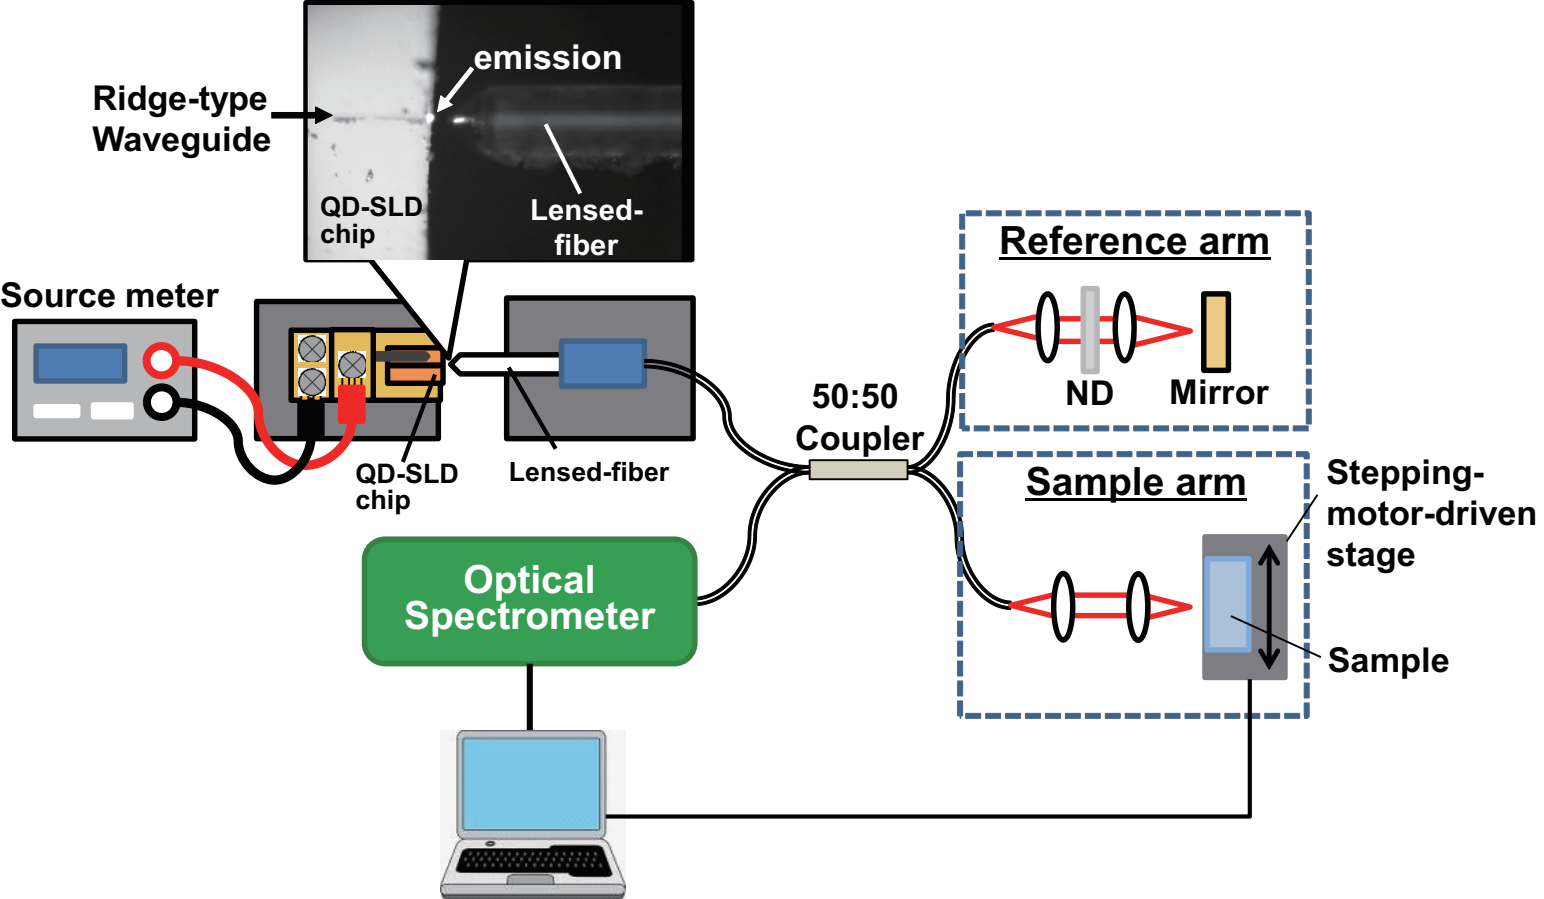 emission
Ridge-type
Waveguide
QD-SLD
chip
Lensed-
fiber
Source meter
QD-SLD
chip
Lensed-fiber
50:50
Coupler
Reference arm
ND
Mirror
Sample arm
Stepping-
motor-driven
stage
Sample
Optical
Spectrometer